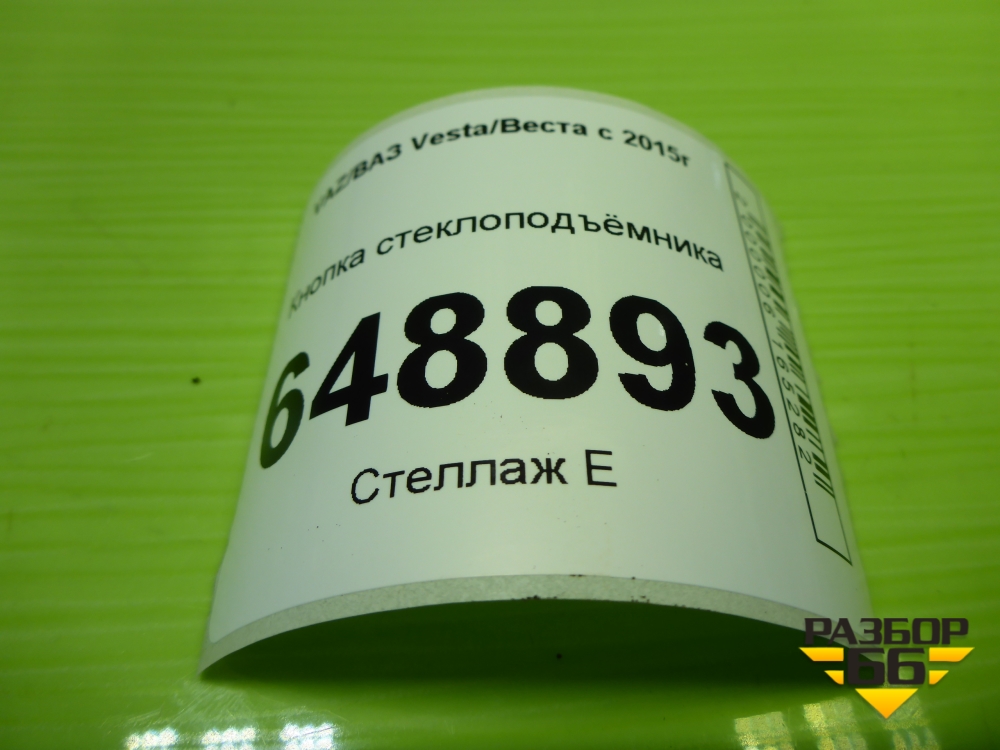 VAZ/ВАЗ Vesta/Веста с 2015г
Кнопка стеклоподъёмника
648893
Стеллаж Е
РАЗБОР
66